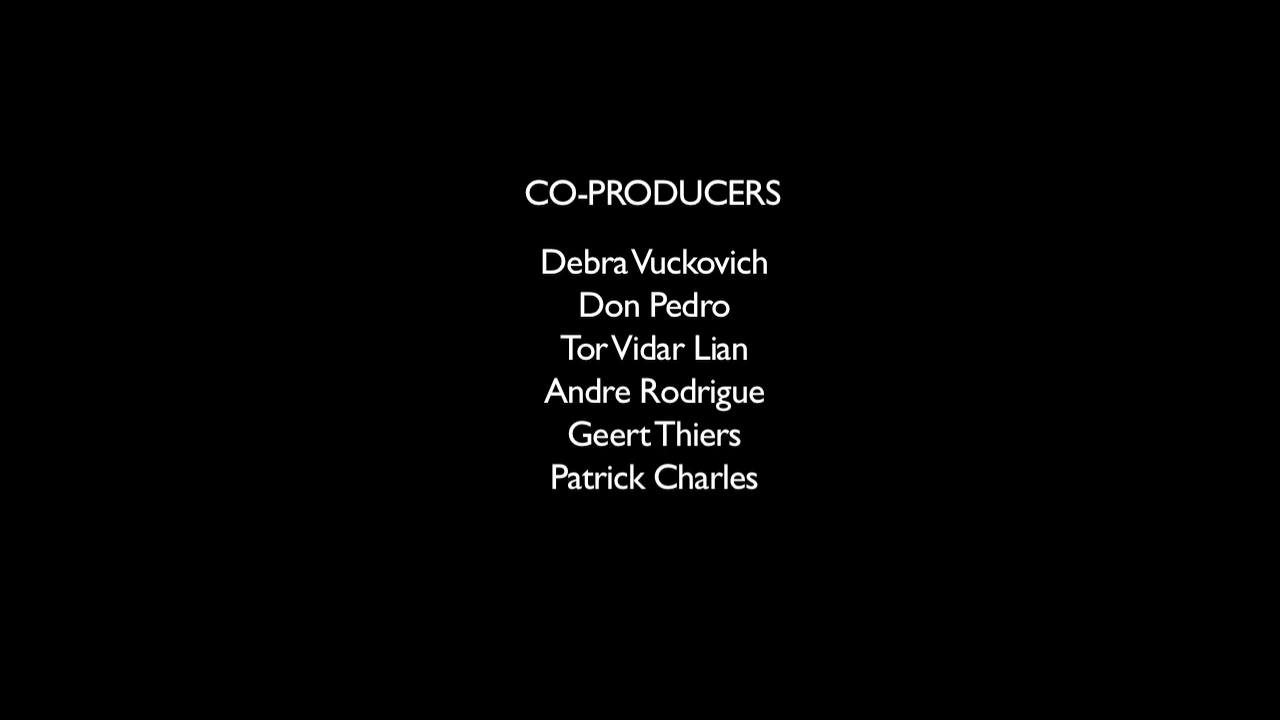 CO-PRODUCERS
Debra Vuckovich
Don Pedro
Tor Vidar Lian
Andre Rodrigue
Geert Thiers
Patrick Charles